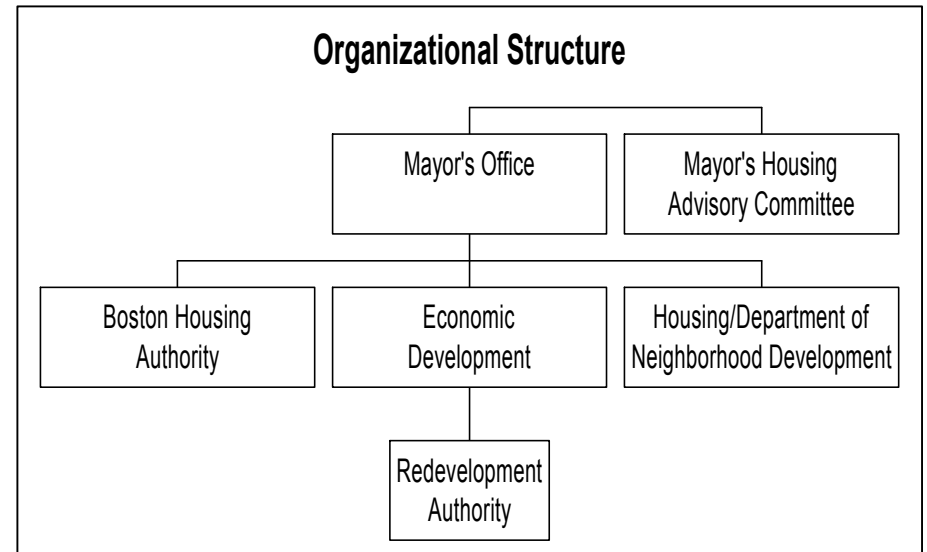 Organizational Structure
Mayor's Office
Mayor's Housing
Advisory Committee
Boston Housing
Authority
Economic
Development
Housing/Department of
Neighborhood Development
Redevelopment
Authority